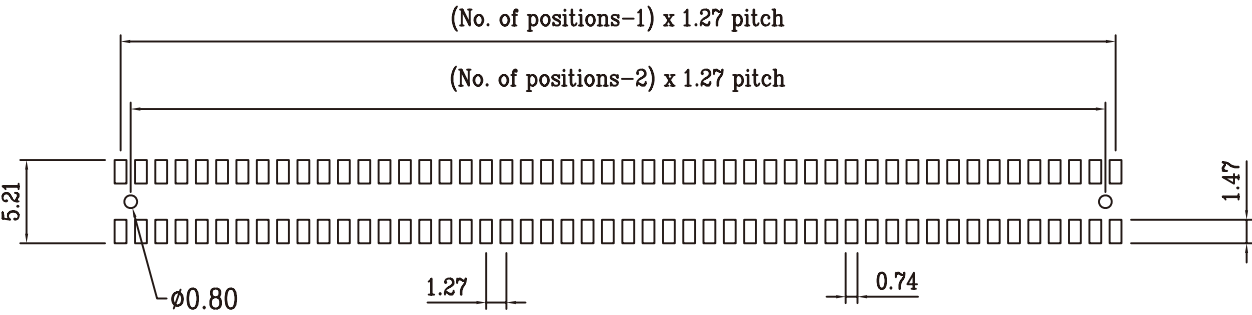 (No. of positions-1) x 1.27 pitch
(No. of positions-2) x 1.27 pitch
5.21
1.47
ø0.80
1.27
0.74